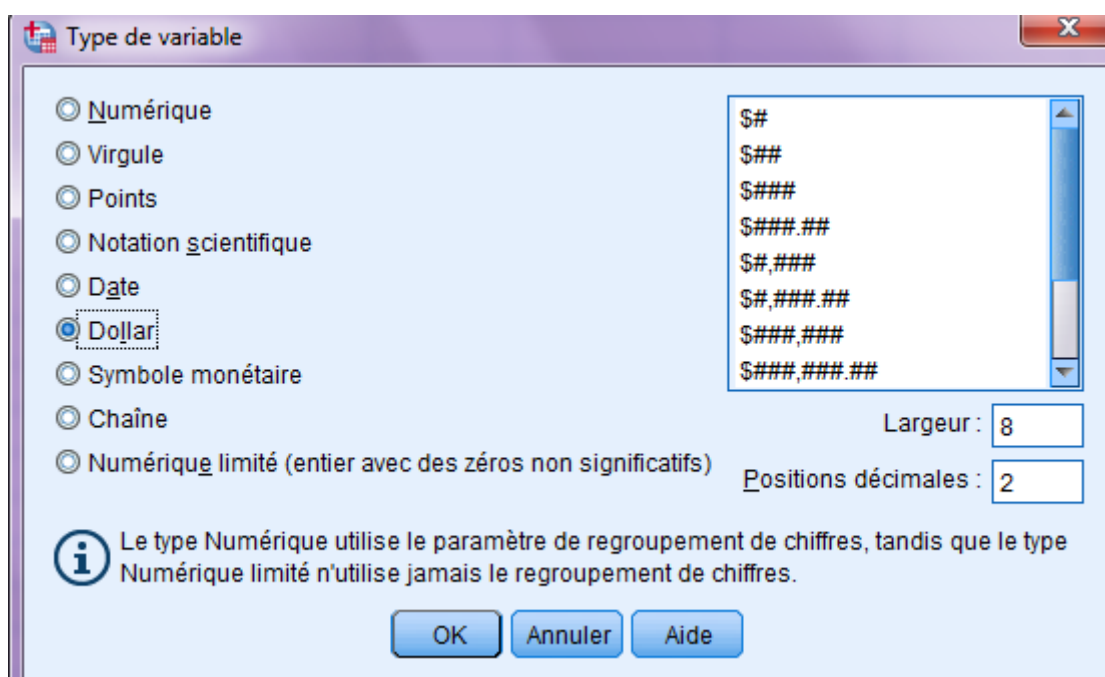 Type de variable
Numérique
Virgule
Points
Notation scientifique
Date
Dollar
Symbole monétaire
Chaîne
Numérique limité (entier avec des zéros non significatifs)
$#
$##
$###
$###.##
$#,###
$#,###.##
$###,###
$###,###.##
Largeur : 8
Positions décimales : 2
Le type Numérique utilise le paramètre de regroupement de chiffres, tandis que le type
Numérique limité n'utilise jamais le regroupement de chiffres.
OK Annuler Aide